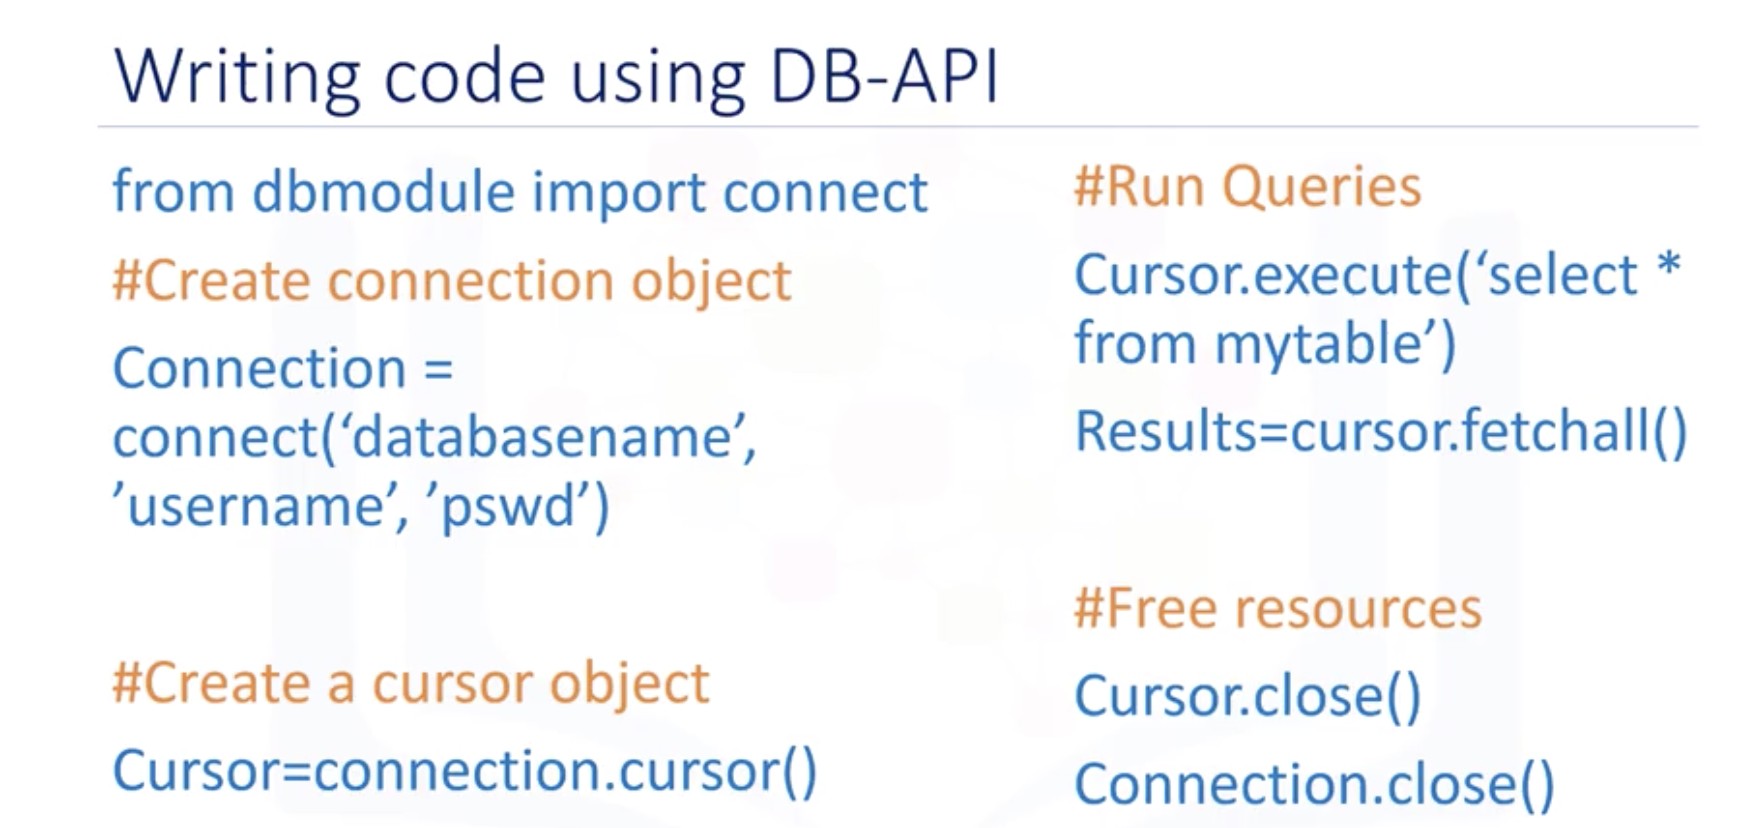 Writing code using DB-API
from dbmodule import connect
#Create connection object
Connection =
connect(‘databasename’,
’username’, ’pswd’)
#Create a cursor object
Cursor=connection.cursor()
#Run Queries
Cursor.execute(‘select *
from mytable’)
Results=cursor.fetchall()
#Free resources
Cursor.close()
Connection.close()